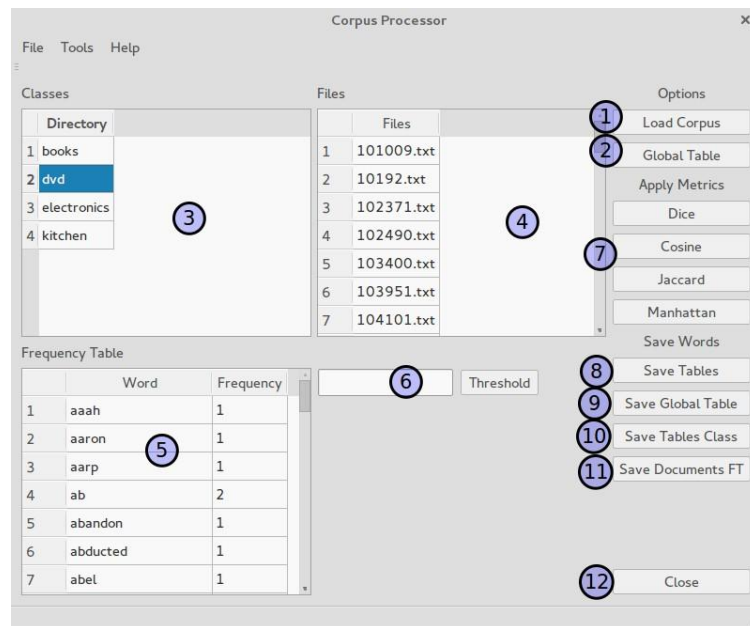 Corpus Processor x
File Tools Help
Classes
Directory
1 books
2 dvd
3 electronics
4 kitchen
3
Files
Files
1 101009.txt
2 10192.txt
3 102371.txt
4 102490.txt
5 103400.txt
6 103951.txt
7 104101.txt
4
Options
1 Load Corpus
2 Global Table
Apply Metrics
Dice
7 Cosine
Jaccard
Manhattan
Save Words
8 Save Tables
9 Save Global Table
10 Save Tables Class
11 Save Documents FT
12 Close
Frequency Table
Word Frequency
1 aaah 1
2 aaron 1
3 aarp 1
4 ab 2
5 abandon 1
6 abducted 1
7 abel 1
5
6 Threshold